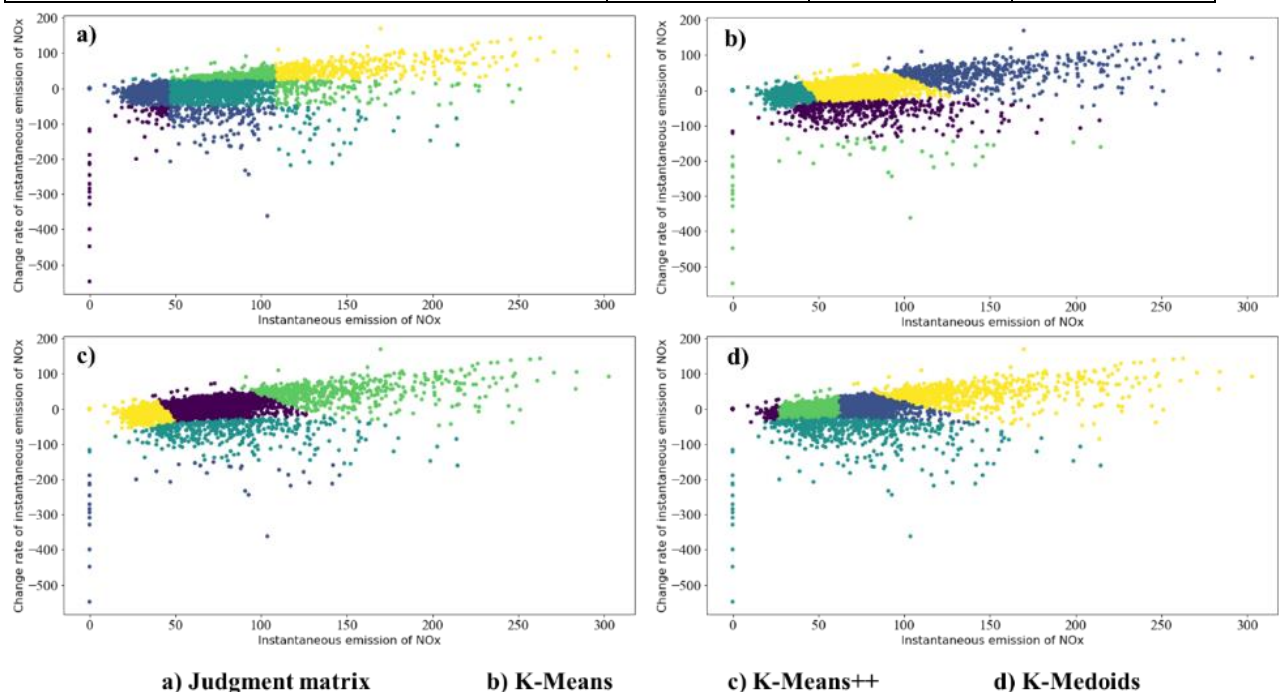 a)
Change rate of instantaneous emission of NOx
200
100
0
−100
−200
−300
−400
−500
0 50 100 150 200 250 300
Instantaneous emission of NOx
b)
Change rate of instantaneous emission of NOx
200
100
0
−100
−200
−300
−400
−500
0 50 100 150 200 250 300
Instantaneous emission of NOx
c)
Change rate of instantaneous emission of NOx
200
100
0
−100
−200
−300
−400
−500
0 50 100 150 200 250 300
Instantaneous emission of NOx
d)
Change rate of instantaneous emission of NOx
200
100
0
−100
−200
−300
−400
−500
0 50 100 150 200 250 300
Instantaneous emission of NOx
a) Judgment matrix b) K-Means c) K-Means++ d) K-Medoids